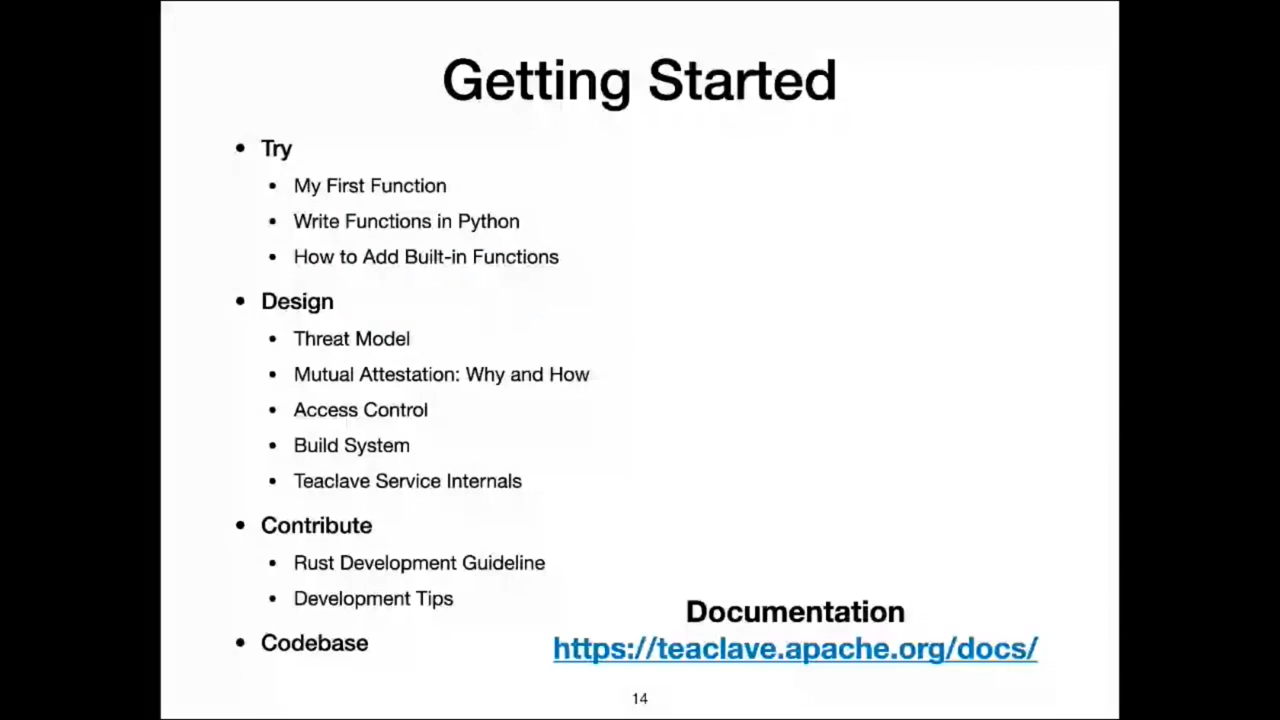 Getting Started
• Try
• My First Function
• Write Functions in Python
• How to Add Built-in Functions
• Design
• Threat Model
• Mutual Attestation: Why and How
• Access Control
• Build System
• Teaclave Service Internals
• Contribute
• Rust Development Guideline
• Development Tips
• Codebase
Documentation
https://teaclave.apache.org/docs/
14